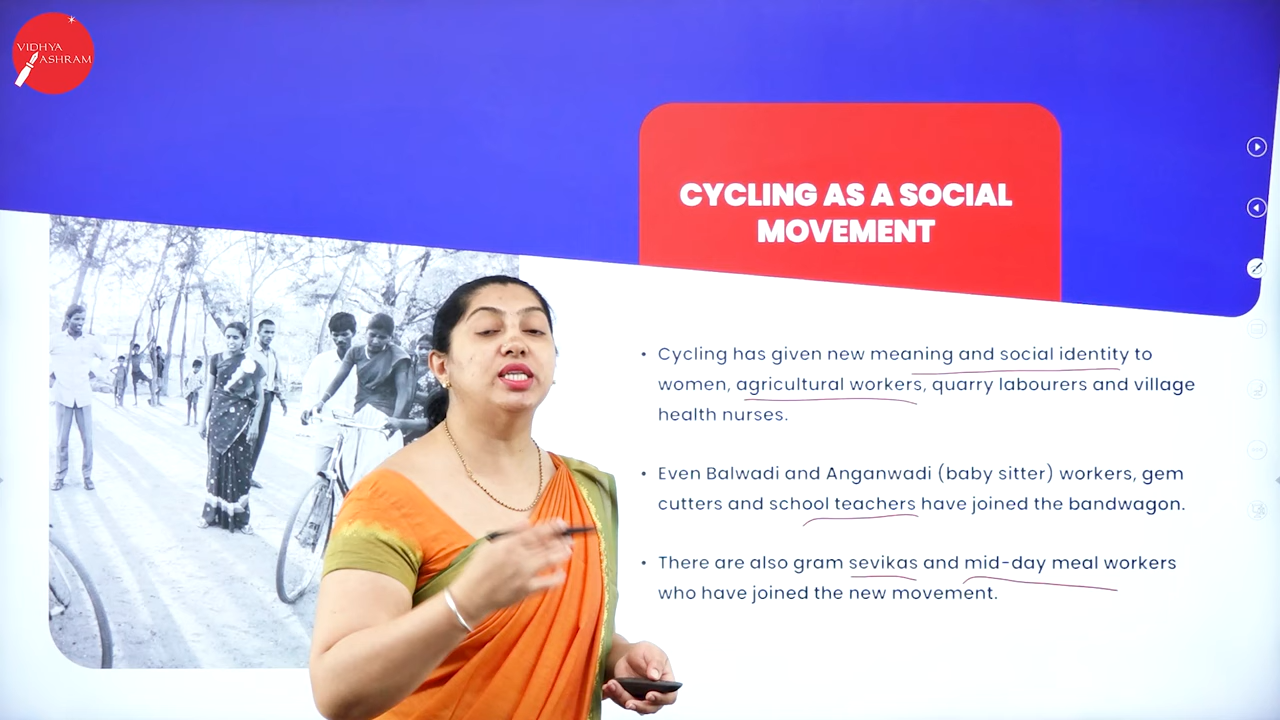 VIDHYA
ASHRAM
CYCLING AS A SOCIAL
MOVEMENT
• Cycling has given new meaning and social identity to
women, agricultural workers, quarry labourers and village
health nurses.
• Even Balwadi and Anganwadi (baby sitter) workers, gem
cutters and school teachers have joined the bandwagon.
• There are also gram sevikas and mid-day meal workers
who have joined the new movement.